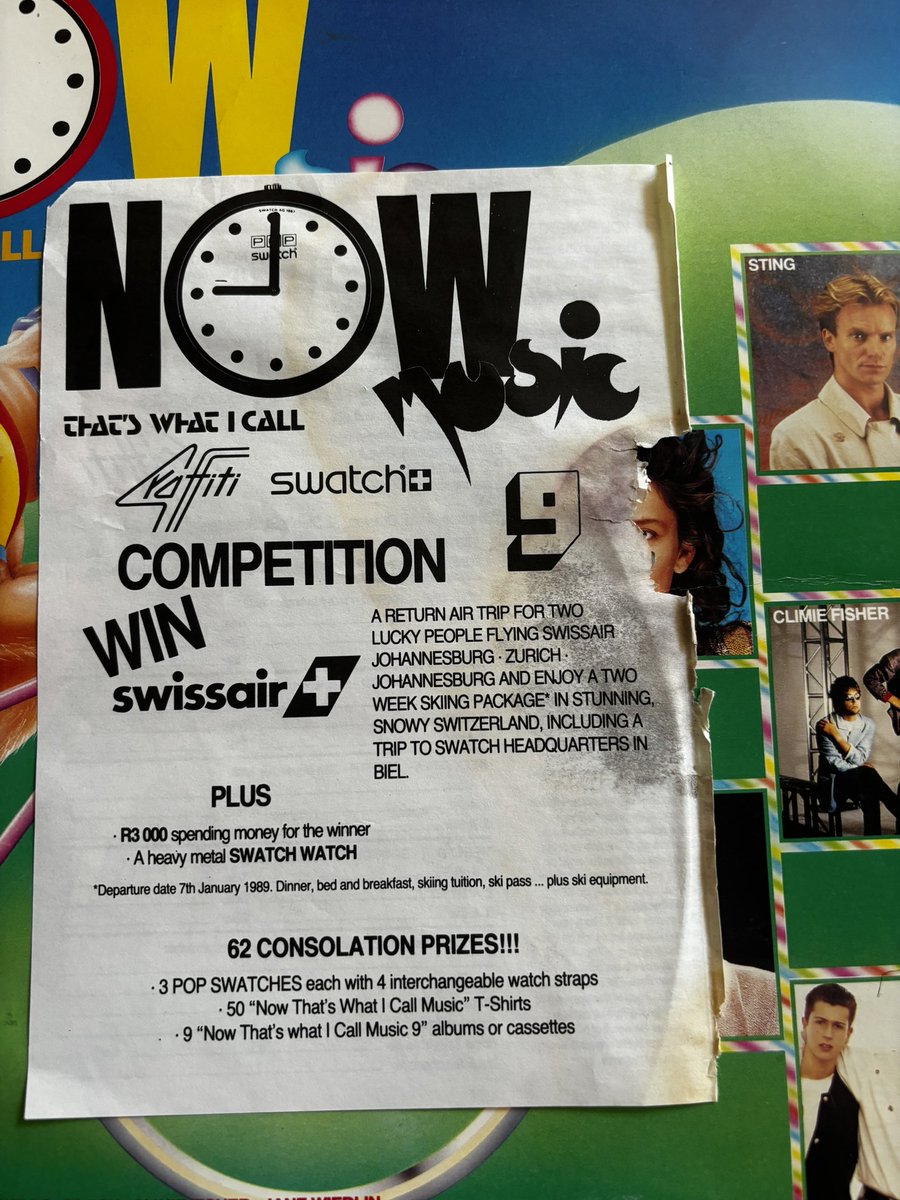 OW
LL
NOW
SWATCH AG 1987
POP
swatch
music
THAT'S WHAT I CALL
Graffiti
swatch
9
COMPETITION
WIN
swissair
A RETURN AIR TRIP FOR TWO
LUCKY PEOPLE FLYING SWISSAIR
JOHANNESBURG · ZURICH ·
JOHANNESBURG AND ENJOY A TWO
WEEK SKIING PACKAGE* IN STUNNING,
SNOWY SWITZERLAND, INCLUDING A
TRIP TO SWATCH HEADQUARTERS IN
BIEL.
PLUS
· R3 000 spending money for the winner
· A heavy metal SWATCH WATCH
*Departure date 7th January 1989. Dinner, bed and breakfast, skiing tuition, ski pass ... plus ski equipment.
62 CONSOLATION PRIZES!!!
· 3 POP SWATCHES each with 4 interchangeable watch straps
· 50 “Now That's What I Call Music” T-Shirts
· 9 “Now That's what I Call Music 9” albums or cassettes
STING
CLIMIE FISHER
JANE WIEDLIN